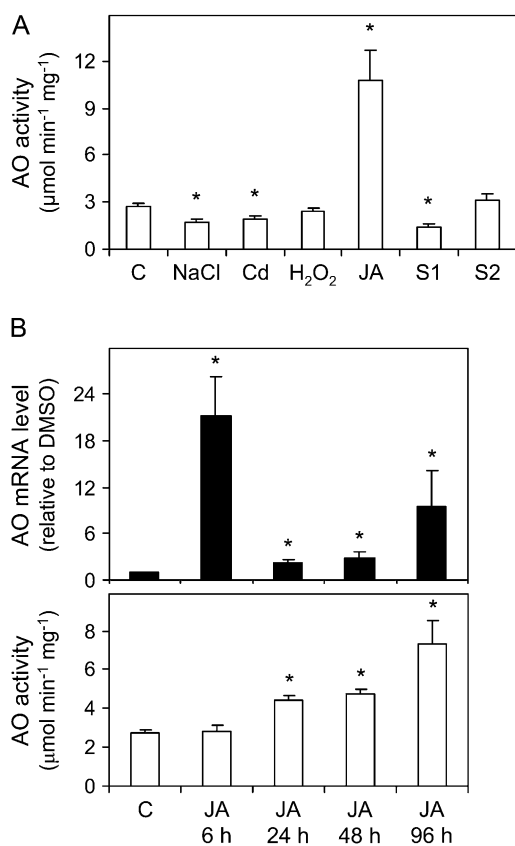 A
AO activity
(μmol min⁻¹ mg⁻¹)
12
9
6
3
0
*
*
*
*
C NaCl Cd H₂O₂ JA S1 S2
B
AO mRNA level
(relative to DMSO)
24
18
12
6
0
*
*
*
*
AO activity
(μmol min⁻¹ mg⁻¹)
8
6
4
2
0
*
*
*
C JA JA JA JA
6 h 24 h 48 h 96 h